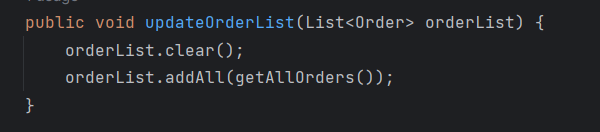 public void updateOrderList(List<Order> orderList) {
    orderList.clear();
    orderList.addAll(getAllOrders());
}